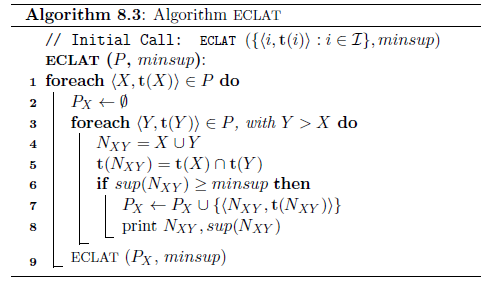 Algorithm 8.3: Algorithm ECLAT
// Initial Call: ECLAT ({⟨i, t(i)⟩ : i ∈ I}, minsup)
ECLAT (P, minsup):
1 foreach ⟨X, t(X)⟩ ∈ P do
2 P_X ← ∅
3 foreach ⟨Y, t(Y)⟩ ∈ P, with Y > X do
4 N_XY = X ∪ Y
5 t(N_XY) = t(X) ∩ t(Y)
6 if sup(N_XY) ≥ minsup then
7 P_X ← P_X ∪ {⟨N_XY, t(N_XY)⟩}
8 print N_XY, sup(N_XY)
9 ECLAT (P_X, minsup)